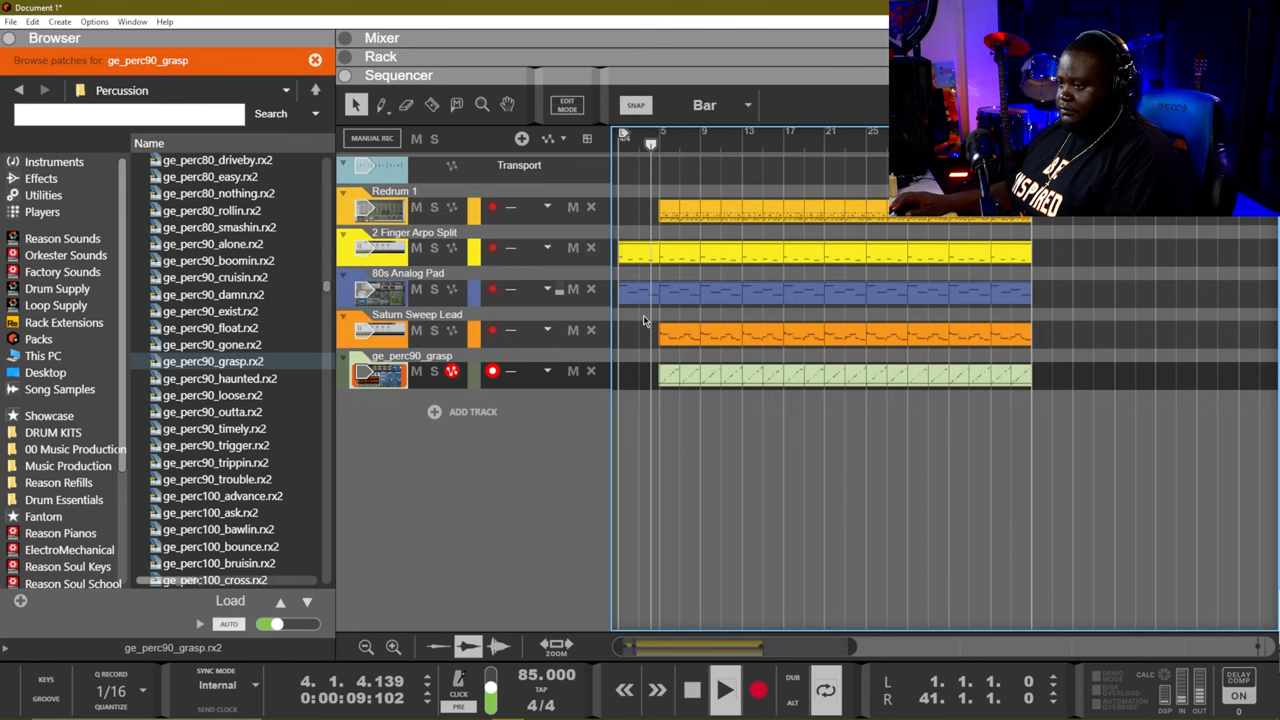 Document 1*
File Edit Create Options Window Help
Browser
Browse patches for: ge_perc90_grasp
Percussion
Search
Name
Instruments
Effects
Utilities
Players
Reason Sounds
Orkester Sounds
Factory Sounds
Drum Supply
Loop Supply
Rack Extensions
Packs
This PC
Desktop
Song Samples
Showcase
DRUM KITS
00 Music Production
Music Production
Reason Refills
Drum Essentials
Fantom
Reason Pianos
ElectroMechanical
Reason Soul Keys
Reason Soul School
ge_perc80_driveby.rx2
ge_perc80_easy.rx2
ge_perc80_nothing.rx2
ge_perc80_rollin.rx2
ge_perc80_smashin.rx2
ge_perc90_alone.rx2
ge_perc90_boomin.rx2
ge_perc90_cruisin.rx2
ge_perc90_damn.rx2
ge_perc90_exist.rx2
ge_perc90_float.rx2
ge_perc90_gone.rx2
ge_perc90_grasp.rx2
ge_perc90_haunted.rx2
ge_perc90_loose.rx2
ge_perc90_outta.rx2
ge_perc90_timely.rx2
ge_perc90_trigger.rx2
ge_perc90_trippin.rx2
ge_perc90_trouble.rx2
ge_perc100_advance.rx2
ge_perc100_ask.rx2
ge_perc100_bawlin.rx2
ge_perc100_bounce.rx2
ge_perc100_bruisin.rx2
ge_perc100_cross.rx2
Load
AUTO
ge_perc90_grasp.rx2
Mixer
Rack
Sequencer
EDIT MODE
SNAP
Bar
MANUAL REC M S
5 9 13 17 21 25
Transport
Redrum 1
M S M
2 Finger Arpo Split
M S M
80s Analog Pad
M S M
Saturn Sweep Lead
M S M
ge_perc90_grasp
M S M
ADD TRACK
ZOOM
KEYS
GROOVE
Q RECORD
1/16
QUANTIZE
SYNC MODE
Internal
SEND CLOCK
4. 1. 4.139
0:00:09:102
CLICK
PRE
85.000
TAP
4/4
DUB
ALT
L 1. 1. 1. 0
R 41. 1. 1. 0
DEMO MODE
DISK OVERLOAD
AUTOMATION OVERRIDE
CALC
DSP IN OUT
DELAY COMP
ON
0